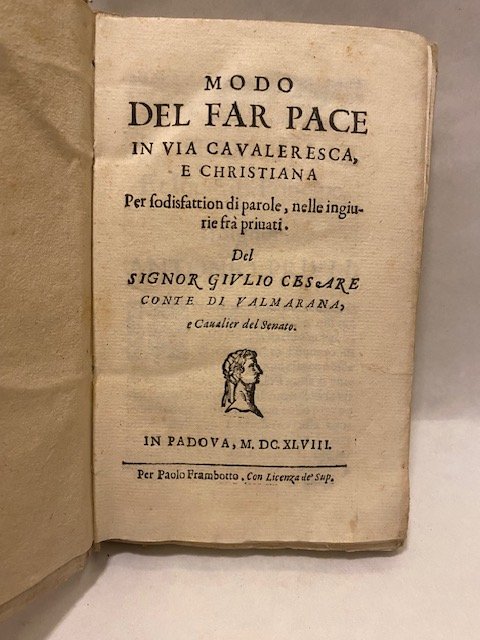 MODO
DEL FAR PACE
IN VIA CAVALERESCA,
E CHRISTIANA
Per ſodisfattion di parole, nelle ingiu-
rie frà priuati.
Del
SIGNOR GIVLIO CESARE
CONTE DI VALMARANA,
e Caualier del Senato.
IN PADOVA, M. DC. XLVIII.
Per Paolo Frambotto. Con Licenza de' Sup.